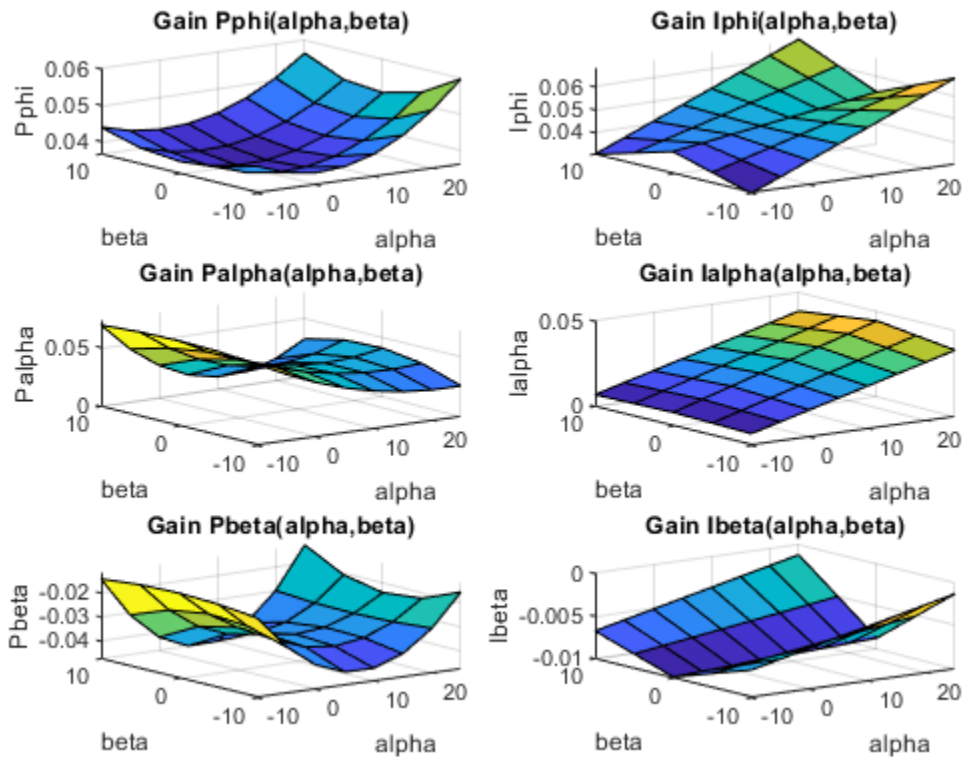 Gain Pphi(alpha,beta)
0.06
0.05
0.04
Pphi
10
0
-10
beta
-10
0
10
20
alpha
Gain Iphi(alpha,beta)
0.06
0.05
0.04
Iphi
10
0
-10
beta
-10
0
10
20
alpha
Gain Palpha(alpha,beta)
0.05
0
Palpha
10
0
-10
beta
-10
0
10
20
alpha
Gain Ialpha(alpha,beta)
0.05
0
Ialpha
10
0
-10
beta
-10
0
10
20
alpha
Gain Pbeta(alpha,beta)
-0.02
-0.03
-0.04
Pbeta
10
0
-10
beta
-10
0
10
20
alpha
Gain Ibeta(alpha,beta)
0
-0.005
-0.01
Ibeta
10
0
-10
beta
-10
0
10
20
alpha